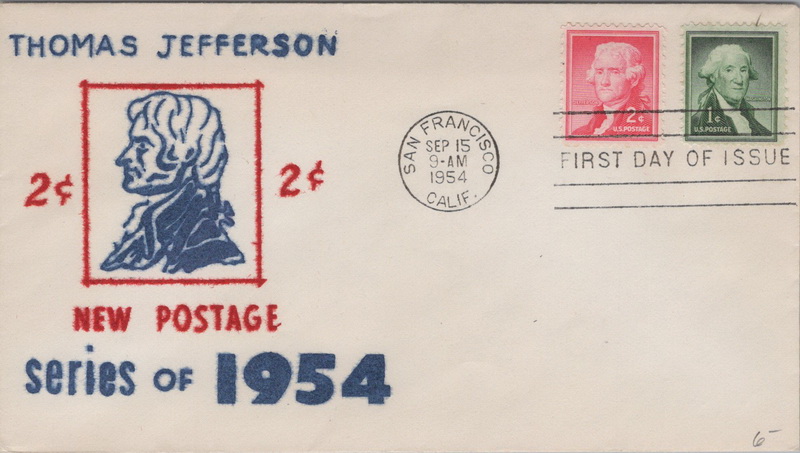 THOMAS JEFFERSON
2¢
2¢
NEW POSTAGE
series OF 1954
SAN FRANCISCO
SEP 15
9-AM
1954
CALIF.
2¢
U.S. POSTAGE
1¢
U.S. POSTAGE
FIRST DAY OF ISSUE
6-